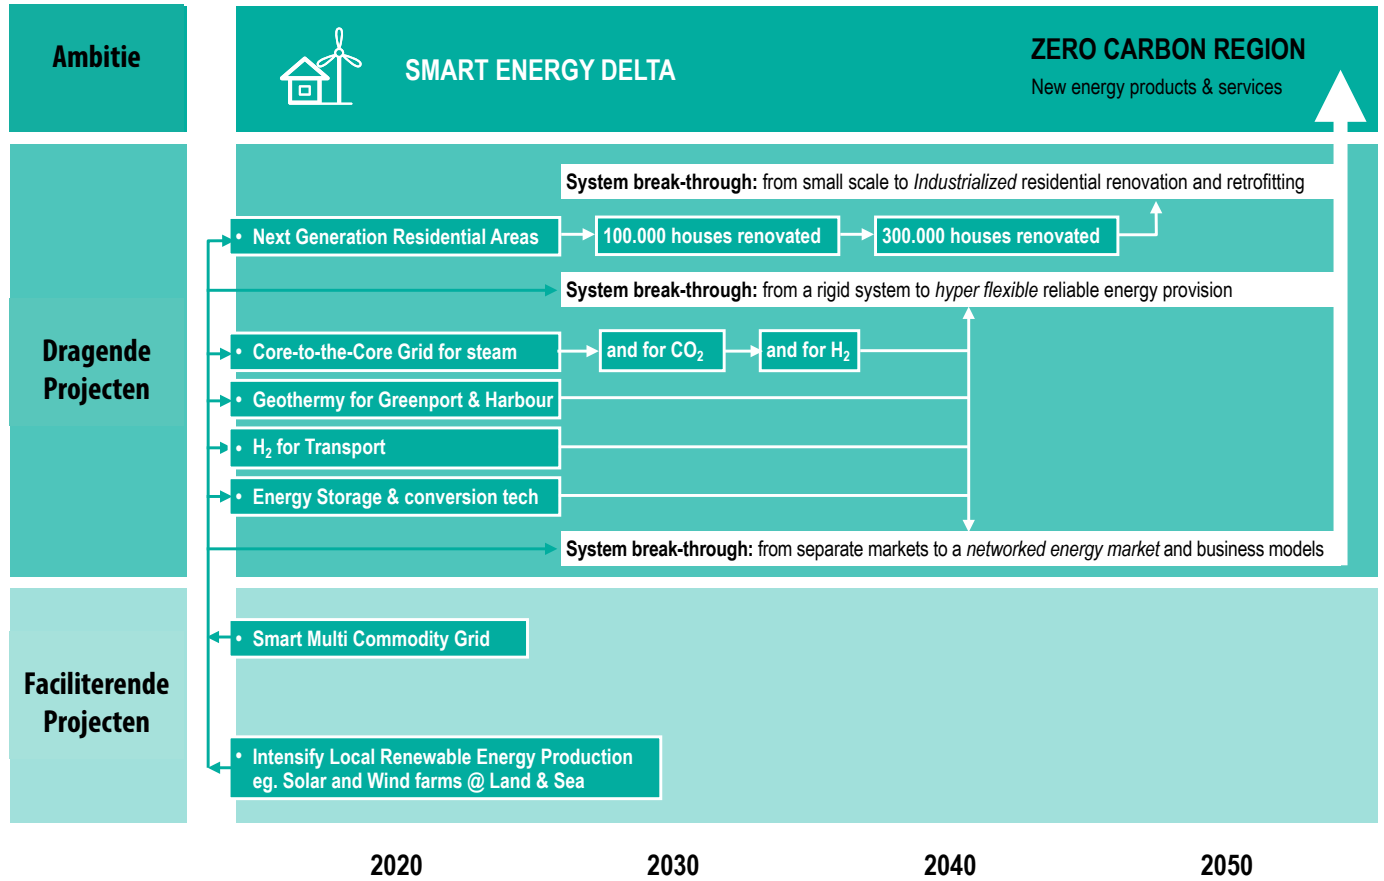 Ambitie
SMART ENERGY DELTA
ZERO CARBON REGION
New energy products & services
System break-through: from small scale to Industrialized residential renovation and retrofitting
• Next Generation Residential Areas
100.000 houses renovated
300.000 houses renovated
System break-through: from a rigid system to hyper flexible reliable energy provision
Dragende
Projecten
• Core-to-the-Core Grid for steam
and for CO₂
and for H₂
• Geothermy for Greenport & Harbour
• H₂ for Transport
• Energy Storage & conversion tech
System break-through: from separate markets to a networked energy market and business models
Faciliterende
Projecten
• Smart Multi Commodity Grid
• Intensify Local Renewable Energy Production
eg. Solar and Wind farms @ Land & Sea
2020
2030
2040
2050